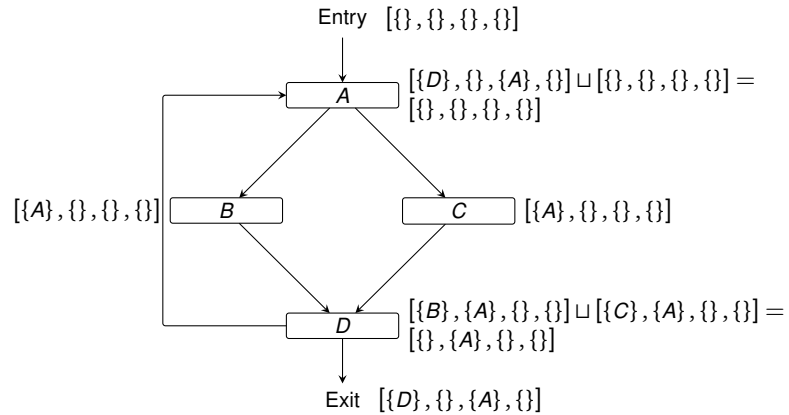 Entry [{}, {}, {}, {}]
A
[{D}, {}, {A}, {}] ⊔ [{}, {}, {}, {}] =
[{}, {}, {}, {}]
[{A}, {}, {}, {}]
B
C
[{A}, {}, {}, {}]
D
[{B}, {A}, {}, {}] ⊔ [{C}, {A}, {}, {}] =
[{}, {A}, {}, {}]
Exit [{D}, {}, {A}, {}]